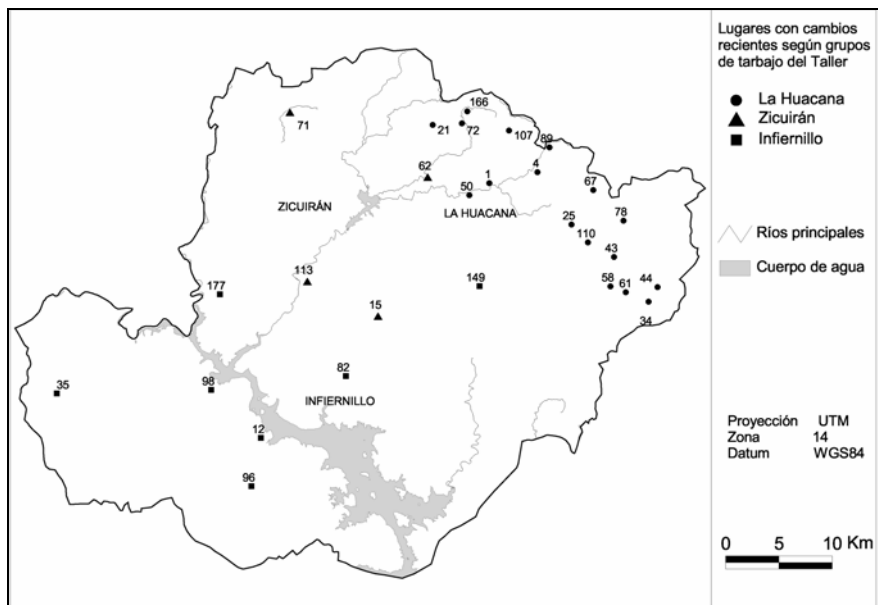 Lugares con cambios
recientes según grupos
de tarbajo del Taller
La Huacana
Zicuirán
Infiernillo
Ríos principales
Cuerpo de agua
Proyección UTM
Zona 14
Datum WGS84
0 5 10 Km
166
71
21
72
107
89
62
4
1
50
67
ZICUIRÁN
LA HUACANA
25
78
110
43
113
177
149
58
61
44
15
34
82
35
98
INFIERNILLO
12
96